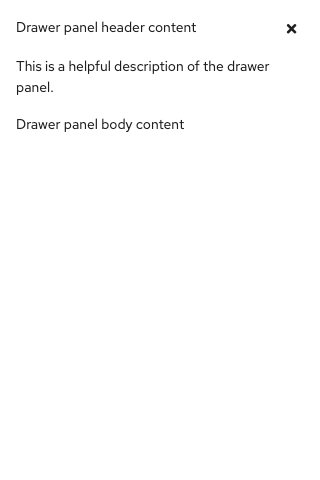 Drawer panel header content
This is a helpful description of the drawer
panel.
Drawer panel body content